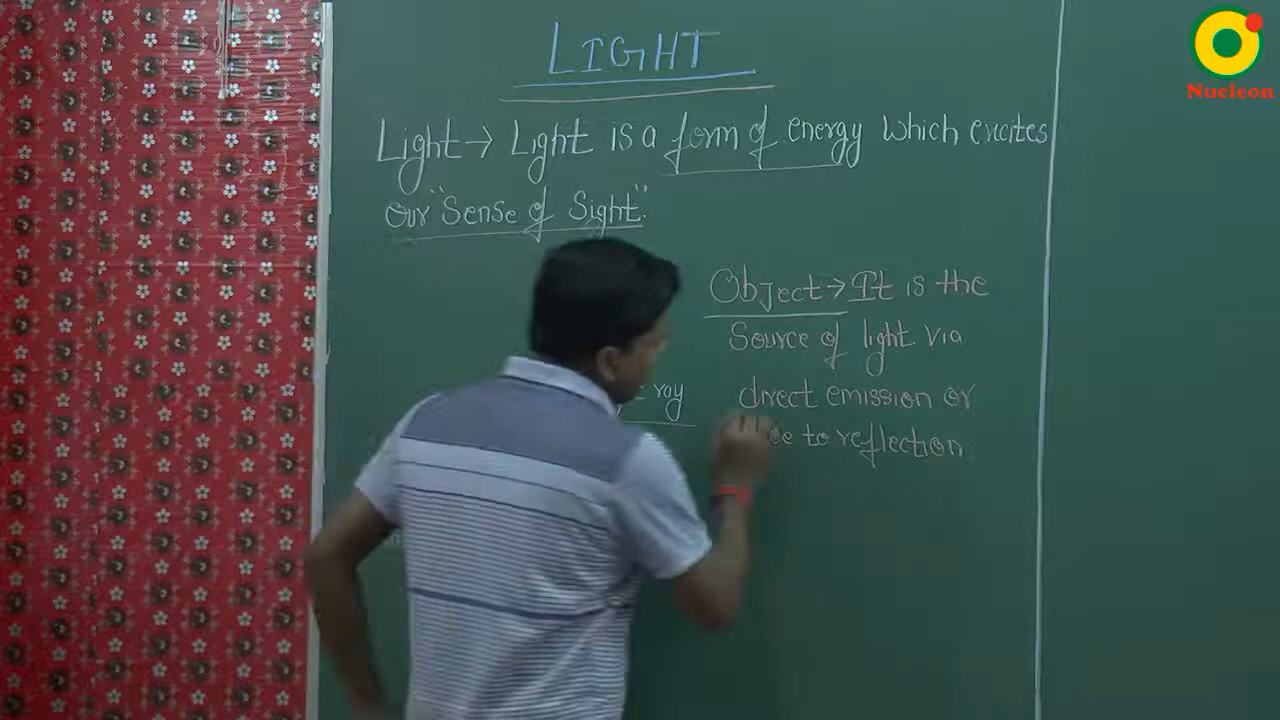 LIGHT
Light → Light is a form of energy which excites
our "Sense of Sight".
Object → It is the
Source of light via
direct emission or
to reflection.
ray
Nucleon